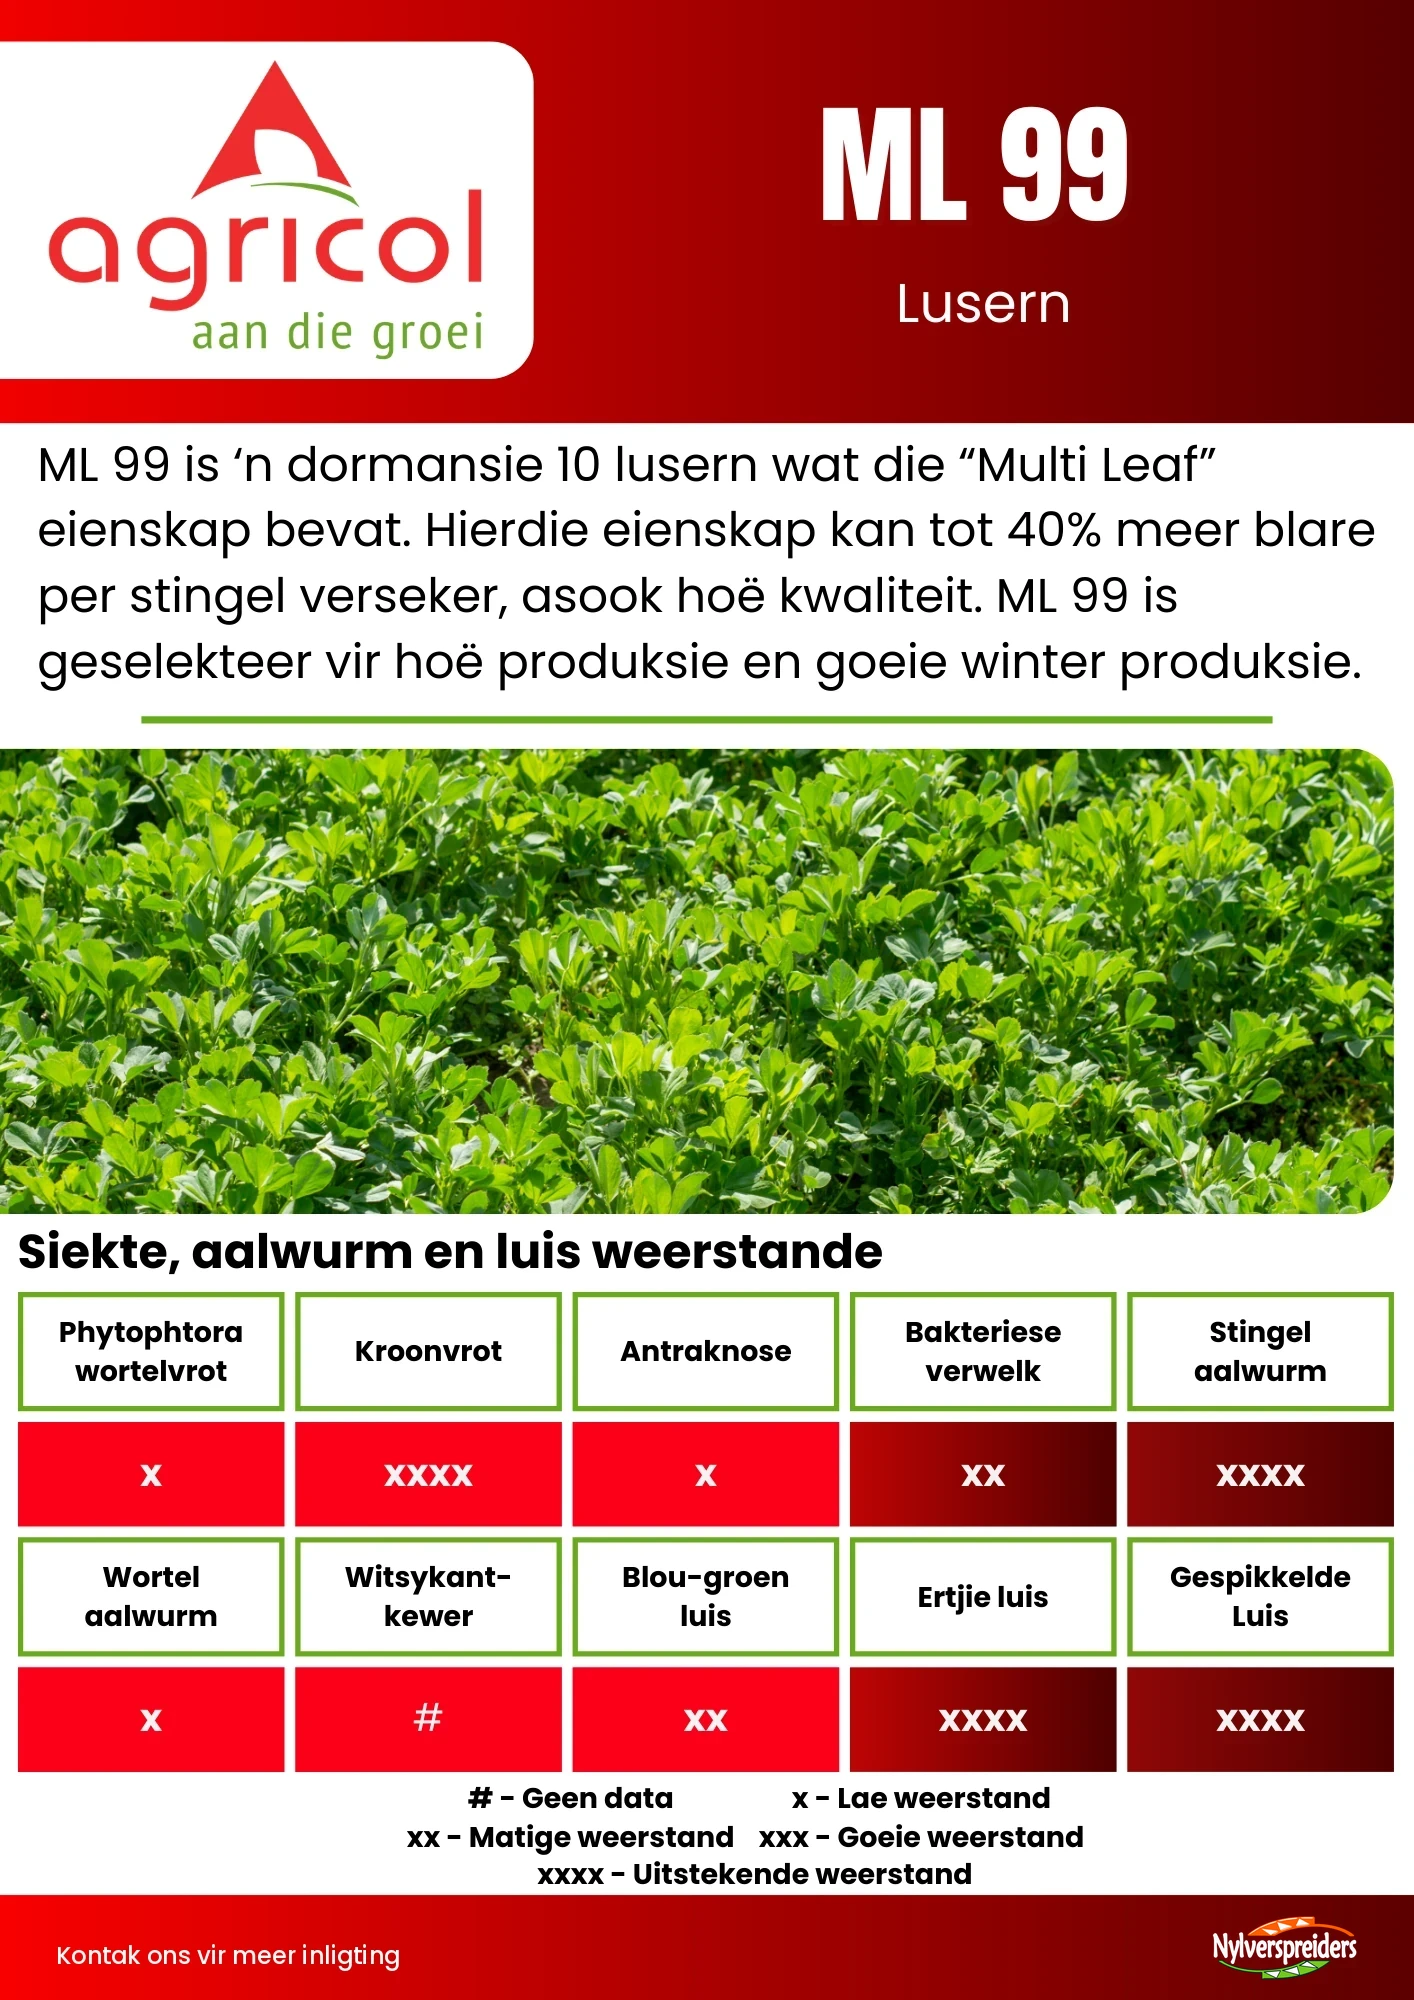 agricol
aan die groei
ML 99
Lusern
ML 99 is ‘n dormansie 10 lusern wat die “Multi Leaf”
eienskap bevat. Hierdie eienskap kan tot 40% meer blare
per stingel verseker, asook hoë kwaliteit. ML 99 is
geselekteer vir hoë produksie en goeie winter produksie.
Siekte, aalwurm en luis weerstande
Phytophtora
wortelvrot
Kroonvrot
Antraknose
Bakteriese
verwelk
Stingel
aalwurm
x
xxxx
x
xx
xxxx
Wortel
aalwurm
Witsykant-
kewer
Blou-groen
luis
Ertjie luis
Gespikkelde
Luis
x
#
xx
xxxx
xxxx
# - Geen data
x - Lae weerstand
xx - Matige weerstand
xxx - Goeie weerstand
xxxx - Uitstekende weerstand
Kontak ons vir meer inligting
Nylverspreiders